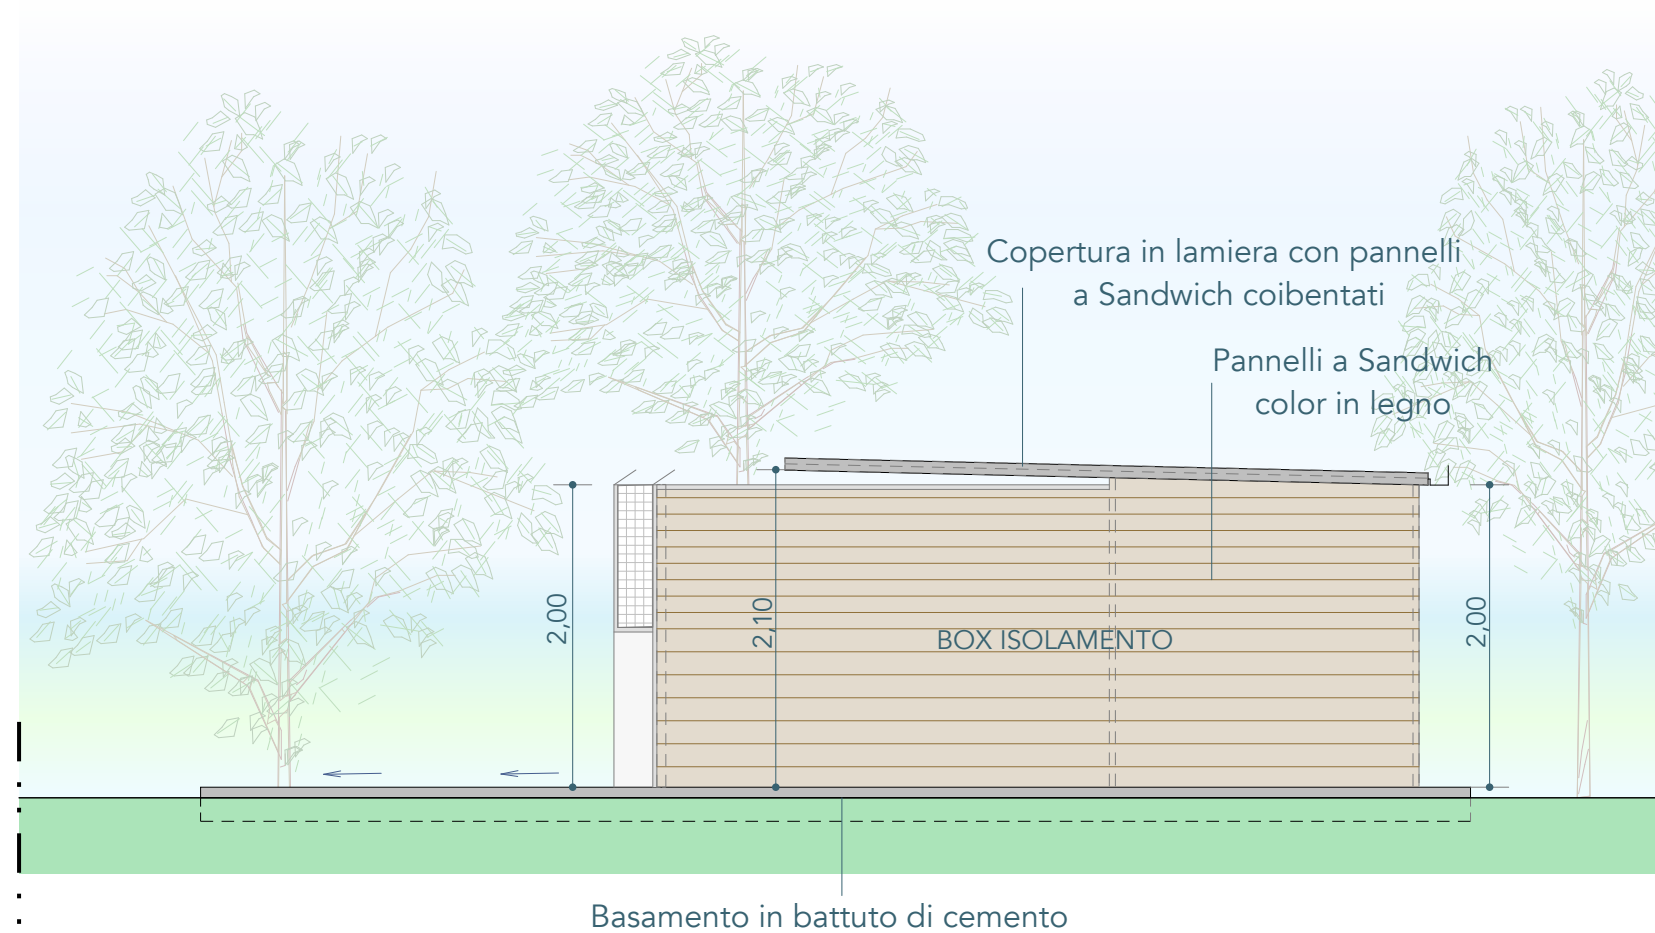 Copertura in lamiera con pannelli
a Sandwich coibentati
Pannelli a Sandwich
color in legno
2,00
2,10
BOX ISOLAMENTO
2,00
Basamento in battuto di cemento